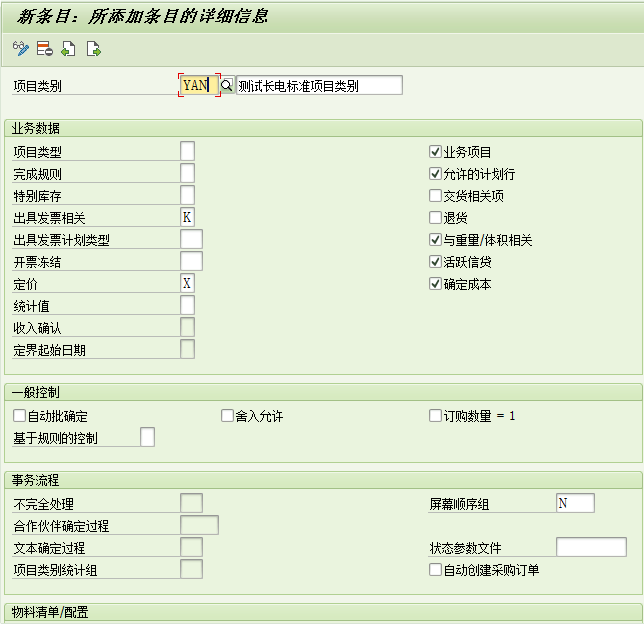 新条目: 所添加条目的详细信息
项目类别 YAN 测试长电标准项目类别
业务数据
项目类型 业务项目
完成规则 允许的计划行
特别库存 交货相关项
出具发票相关 K 退货
出具发票计划类型 与重量/体积相关
开票冻结 活跃信贷
定价 X 确定成本
统计值
收入确认
定界起始日期
一般控制
自动批确定 舍入允许 订购数量 = 1
基于规则的控制
事务流程
不完全处理 屏幕顺序组 N
合作伙伴确定过程
文本确定过程 状态参数文件
项目类别统计组 自动创建采购订单
物料清单/配置